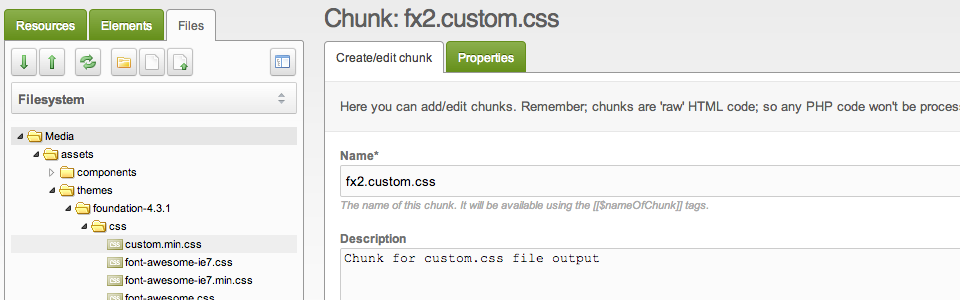 Chunk: fx2.custom.css
Resources Elements Files
Create/edit chunk Properties
Filesystem
Here you can add/edit chunks. Remember; chunks are 'raw' HTML code; so any PHP code won't be
Media
assets
components
themes
foundation-4.3.1
css
CSS custom.min.css
CSS font-awesome-ie7.css
CSS font-awesome-ie7.min.css
font-awesome.css
Name*
fx2.custom.css
The name of this chunk. It will be available using the [[$nameOfChunk]] tags.
Description
Chunk for custom.css file output